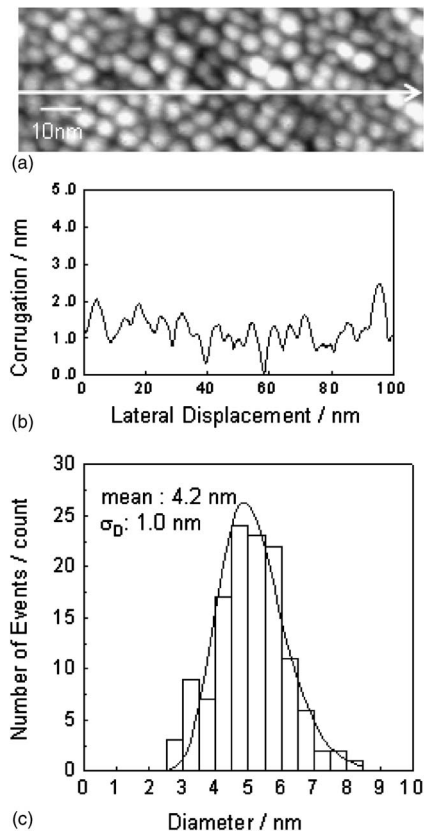 10nm
(a)
5.0
4.0
3.0
2.0
1.0
0.0
Corrugation / nm
0 20 40 60 80 100
Lateral Displacement / nm
(b)
30
25
20
15
10
5
0
Number of Events / count
mean : 4.2 nm
σD: 1.0 nm
0 1 2 3 4 5 6 7 8 9 10
Diameter / nm
(c)